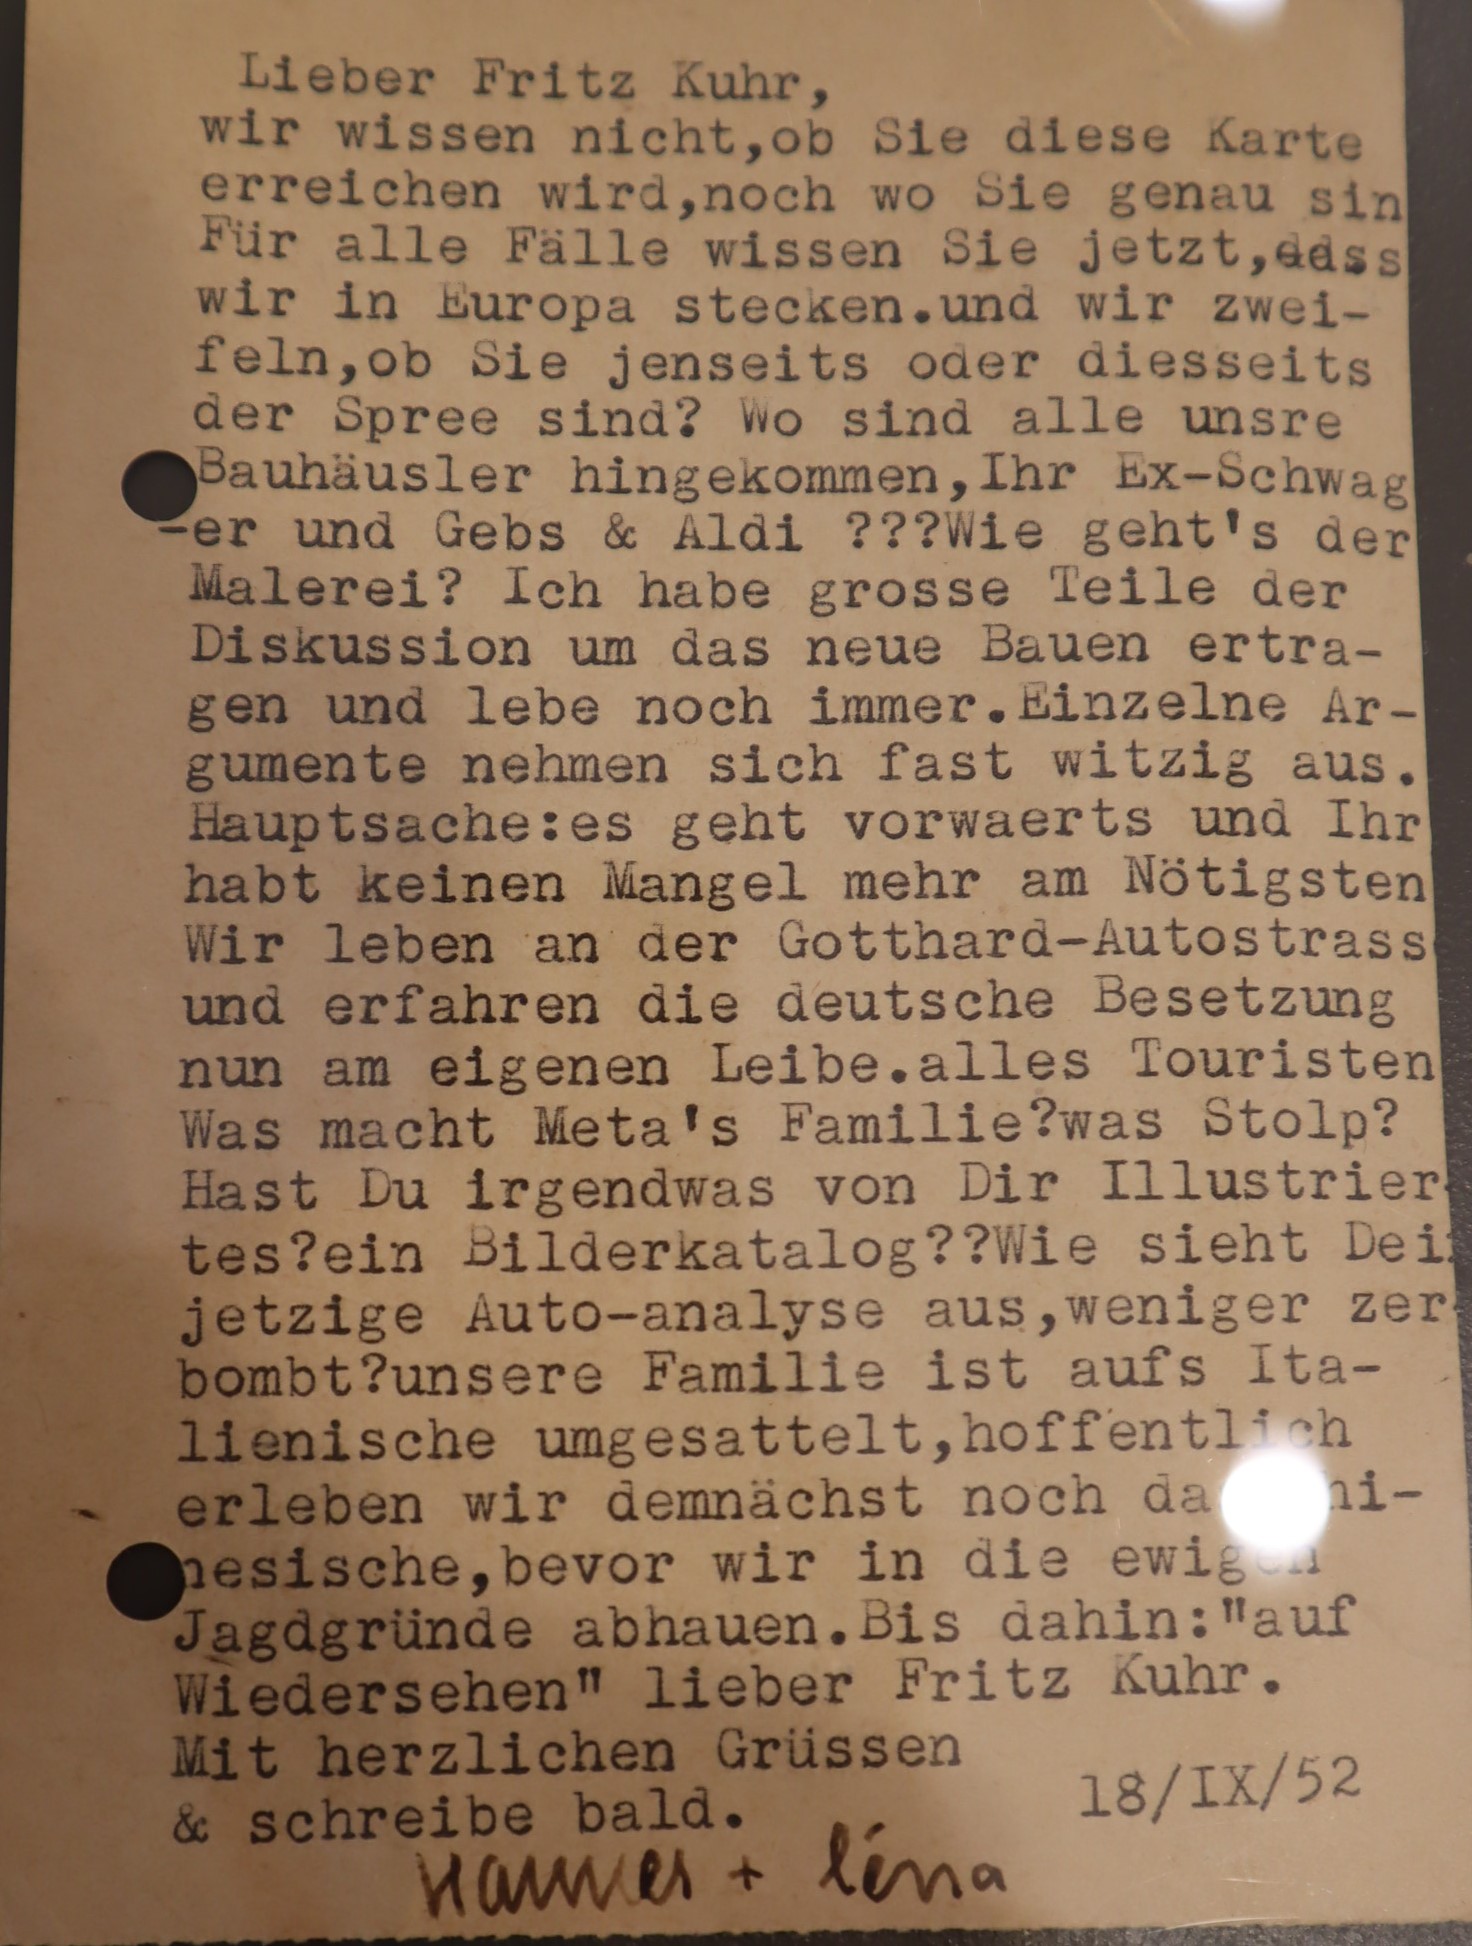 Lieber Fritz Kuhr,
wir wissen nicht,ob Sie diese Karte
erreichen wird,noch wo Sie genau sin
Für alle Fälle wissen Sie jetzt,dass
wir in Europa stecken.und wir zwei-
feln,ob Sie jenseits oder diesseits
der Spree sind? Wo sind alle unsre
Bauhäusler hingekommen,Ihr Ex-Schwag
-er und Gebs & Aldi ???Wie geht's der
Malerei? Ich habe grosse Teile der
Diskussion um das neue Bauen ertra-
gen und lebe noch immer.Einzelne Ar-
gumente nehmen sich fast witzig aus.
Hauptsache:es geht vorwaerts und Ihr
habt keinen Mangel mehr am Nötigsten
Wir leben an der Gotthard-Autostrass
und erfahren die deutsche Besetzung
nun am eigenen Leibe.alles Touristen
Was macht Meta's Familie?was Stolp?
Hast Du irgendwas von Dir Illustrier-
tes?ein Bilderkatalog??Wie sieht Dein
jetzige Auto-analyse aus,weniger zer-
bombt?unsere Familie ist aufs Ita-
lienische umgesattelt,hoffentlich
erleben wir demnächst noch da hi-
nesische,bevor wir in die ewigen
Jagdgründe abhauen.Bis dahin:"auf
Wiedersehen" lieber Fritz Kuhr.
Mit herzlichen Grüssen
& schreibe bald.
18/IX/52
Hannes + léna